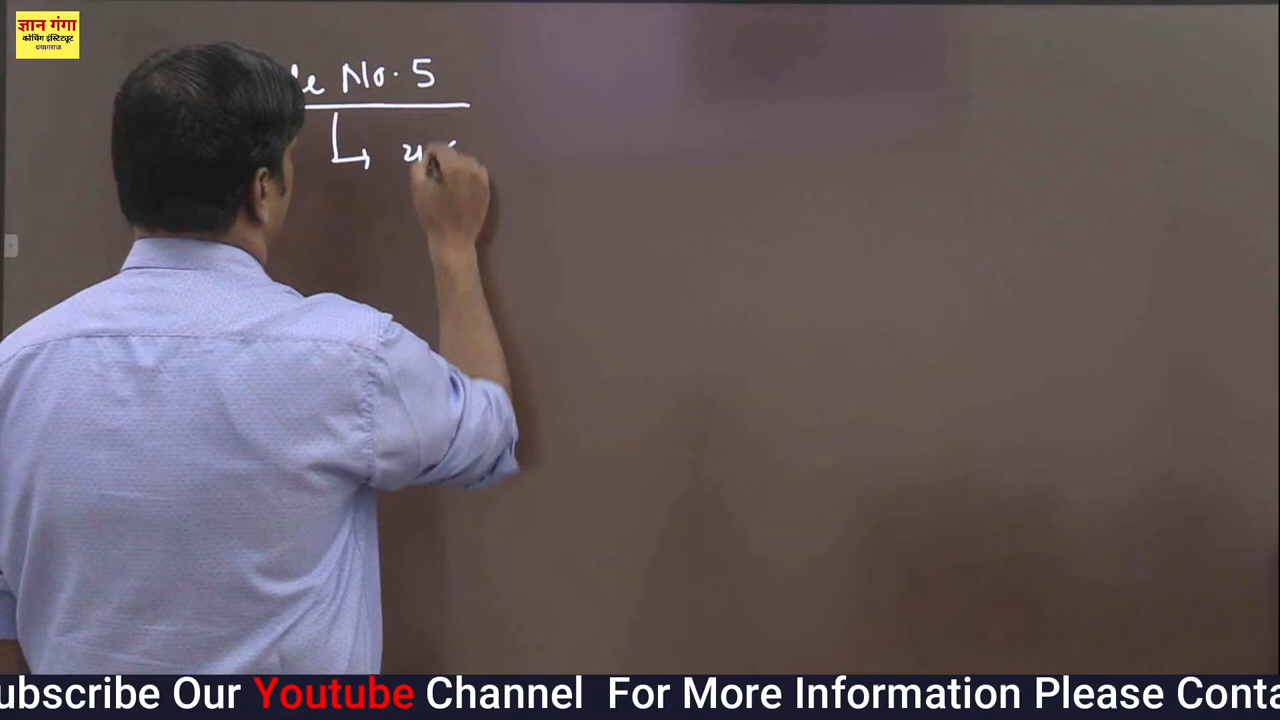 ज्ञान गंगा
कोचिंग इंस्टिट्यूट
प्रयागराज
le No. 5
ubscribe Our Youtube Channel For More Information Please Conta